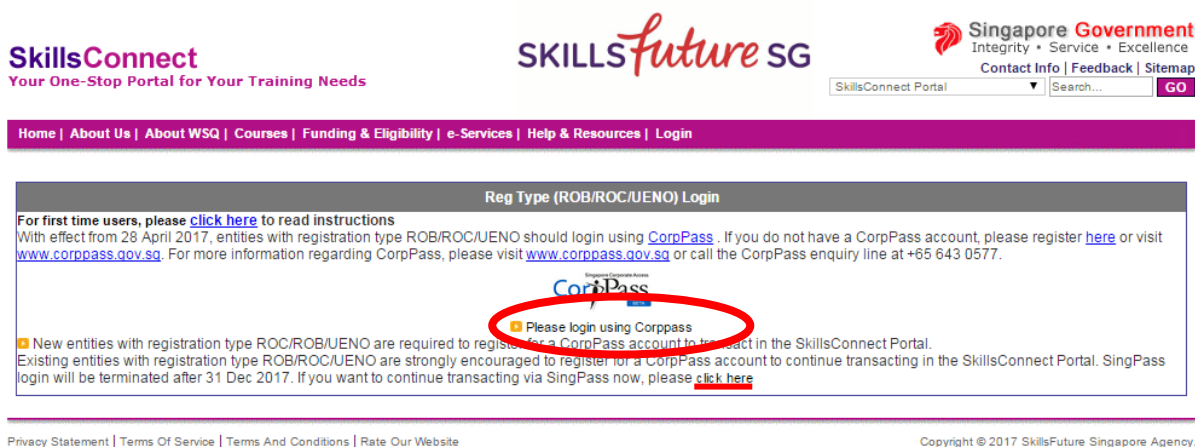 SkillsConnect
Your One-Stop Portal for Your Training Needs
SKILLS future SG
Singapore Government
Integrity • Service • Excellence
Contact Info | Feedback | Sitemap
SkillsConnect Portal ▼ Search... GO
Home | About Us | About WSQ | Courses | Funding & Eligibility | e-Services | Help & Resources | Login
Reg Type (ROB/ROC/UENO) Login
For first time users, please click here to read instructions
With effect from 28 April 2017, entities with registration type ROB/ROC/UENO should login using CorpPass . If you do not have a CorpPass account, please register here or visit
www.corppass.gov.sg. For more information regarding CorpPass, please visit www.corppass.gov.sg or call the CorpPass enquiry line at +65 643 0577.
Singapore Corporate Access
CorpPass
BETA
Please login using Corppass
New entities with registration type ROC/ROB/UENO are required to register for a CorpPass account to transact in the SkillsConnect Portal.
Existing entities with registration type ROB/ROC/UENO are strongly encouraged to register for a CorpPass account to continue transacting in the SkillsConnect Portal. SingPass
login will be terminated after 31 Dec 2017. If you want to continue transacting via SingPass now, please click here
Privacy Statement | Terms Of Service | Terms And Conditions | Rate Our Website
Copyright © 2017 SkillsFuture Singapore Agency.